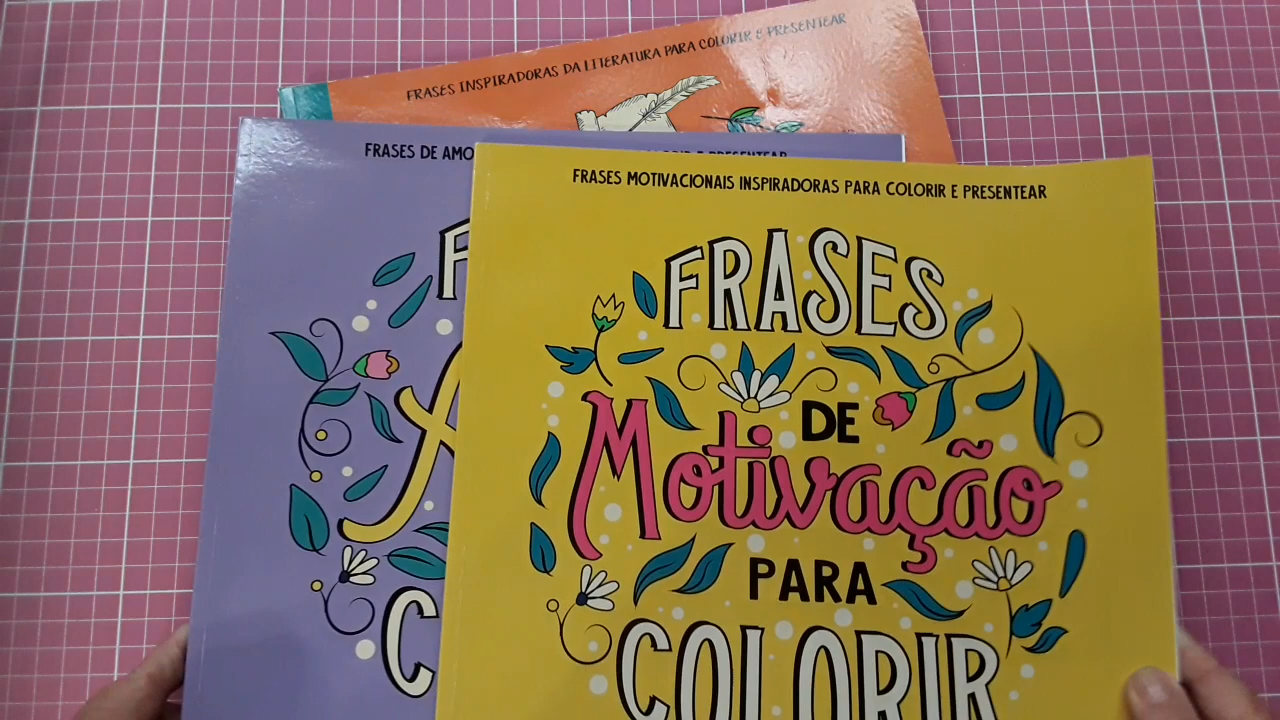 FRASES INSPIRADORAS DA LITERATURA PARA COLORIR E PRESENTEAR
FRASES DE AMO
E PRESENTEAR
FRASES MOTIVACIONAIS INSPIRADORAS PARA COLORIR E PRESENTEAR
FRASES
DE
Motivação
PARA
COLORIR
F
A
C